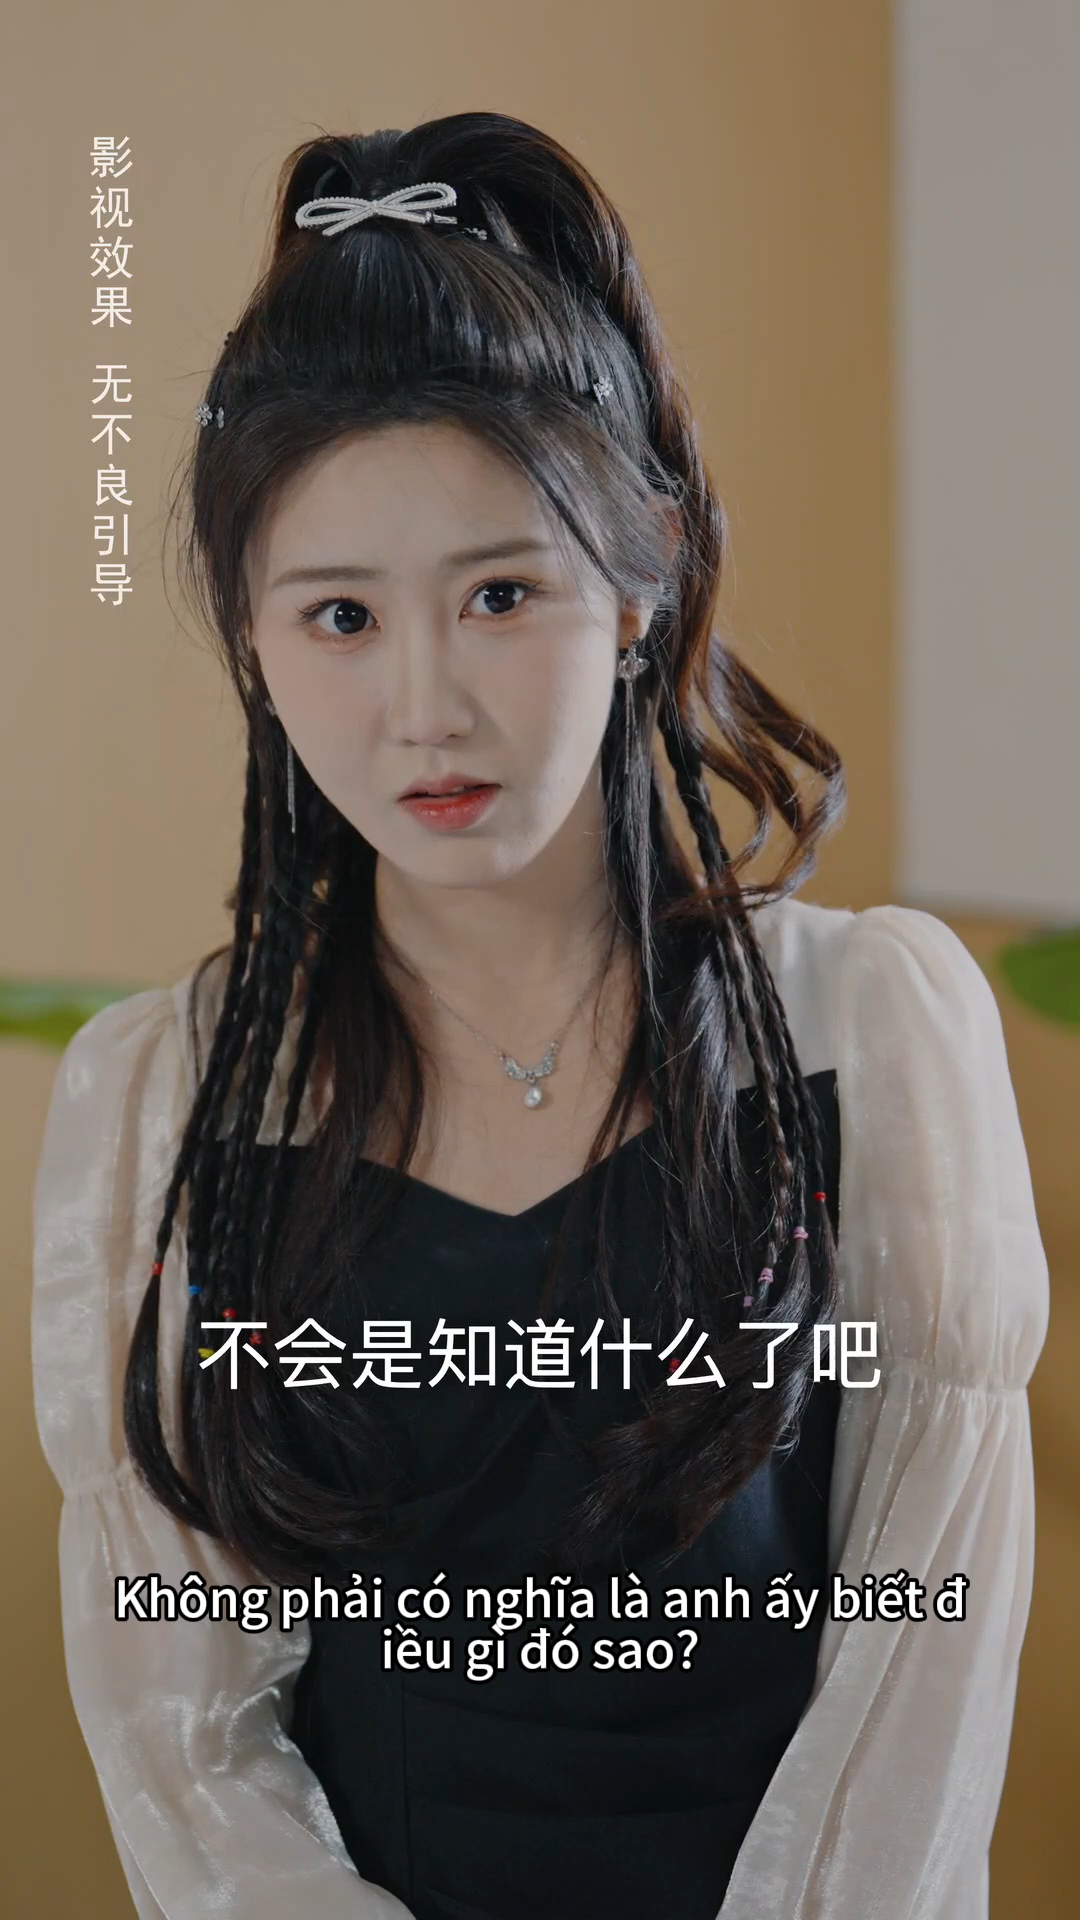 影视效果 无不良引导
不会是知道什么了吧
Không phải có nghĩa là anh ấy biết đ
iều gì đó sao?